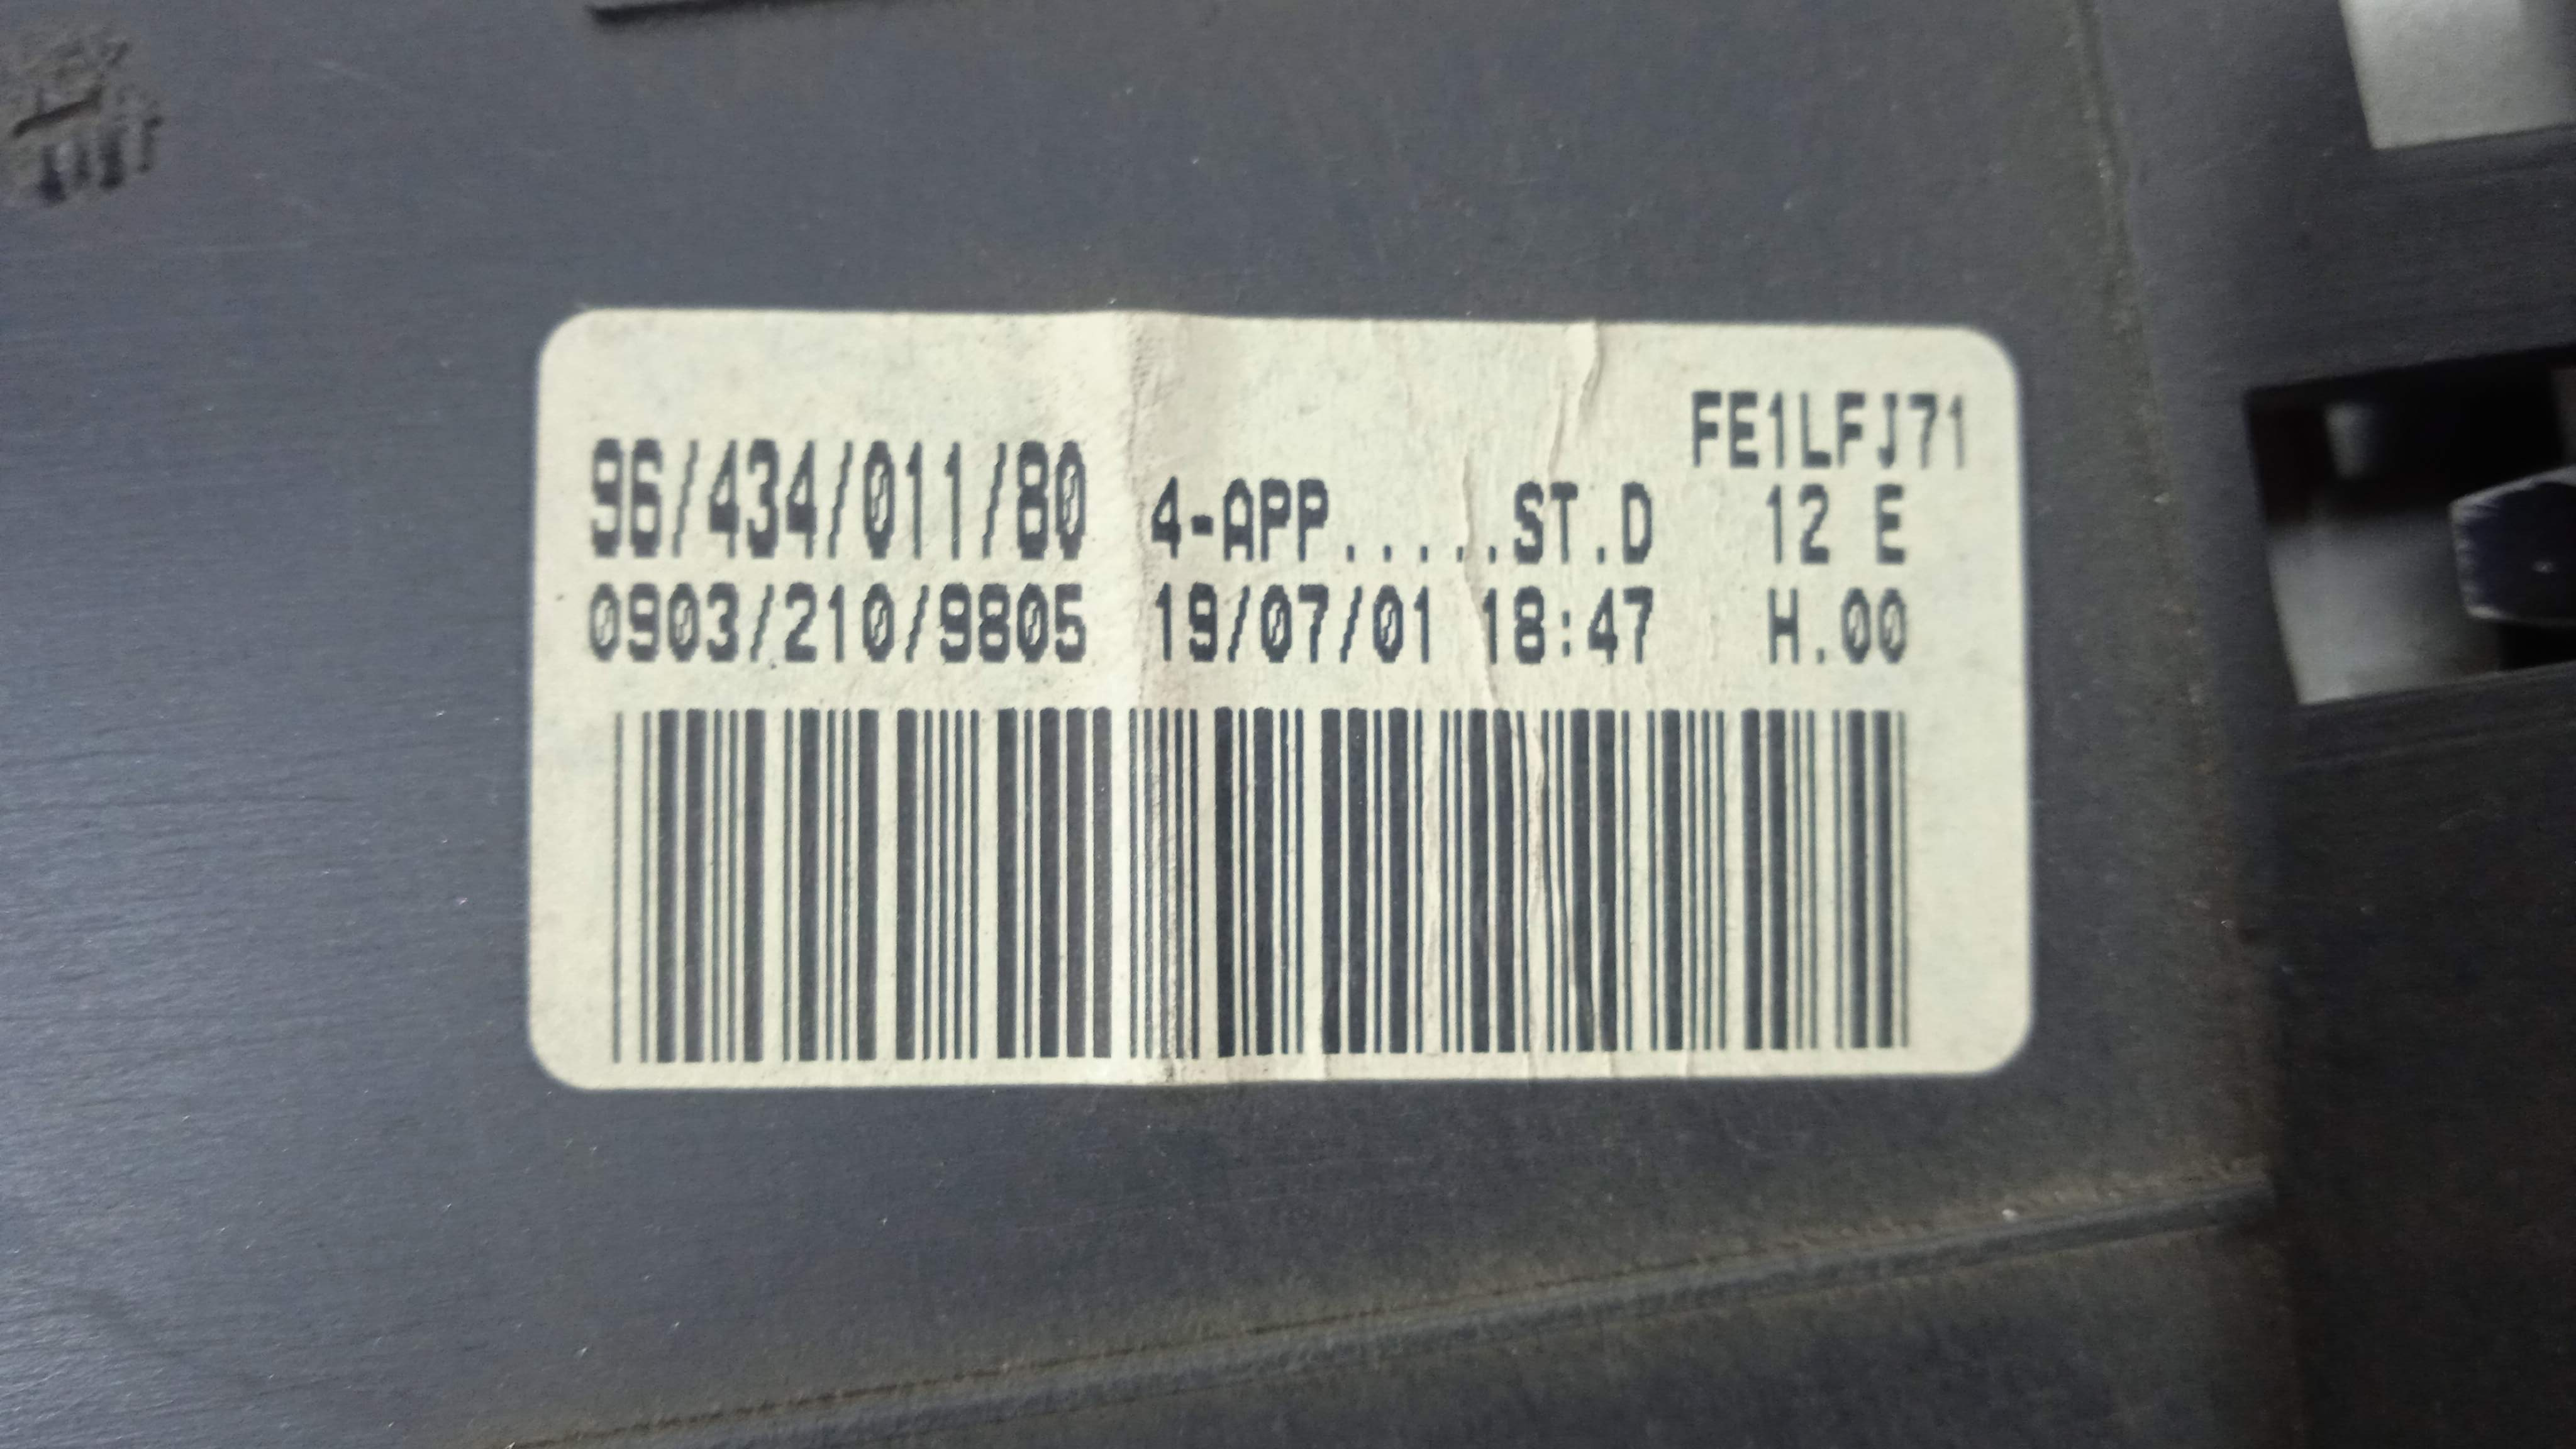 FE1LFJ71
96/434/011/80 4-APP.....ST.D 12 E
0903/210/9805 19/07/01 18:47 H.00